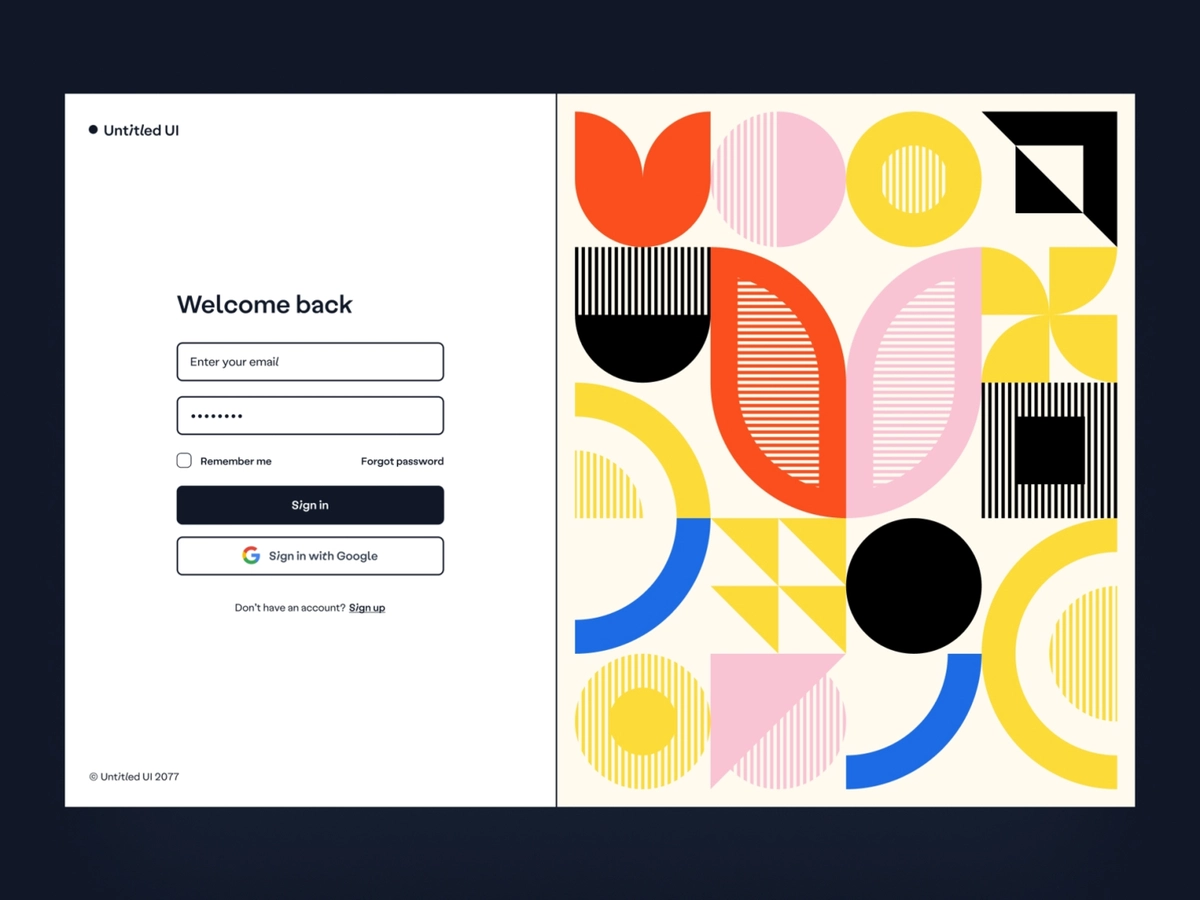 Untitled UI
Welcome back
Enter your email
••••••••
Remember me
Forgot password
Sign in
Sign in with Google
Don't have an account? Sign up
© Untitled UI 2077